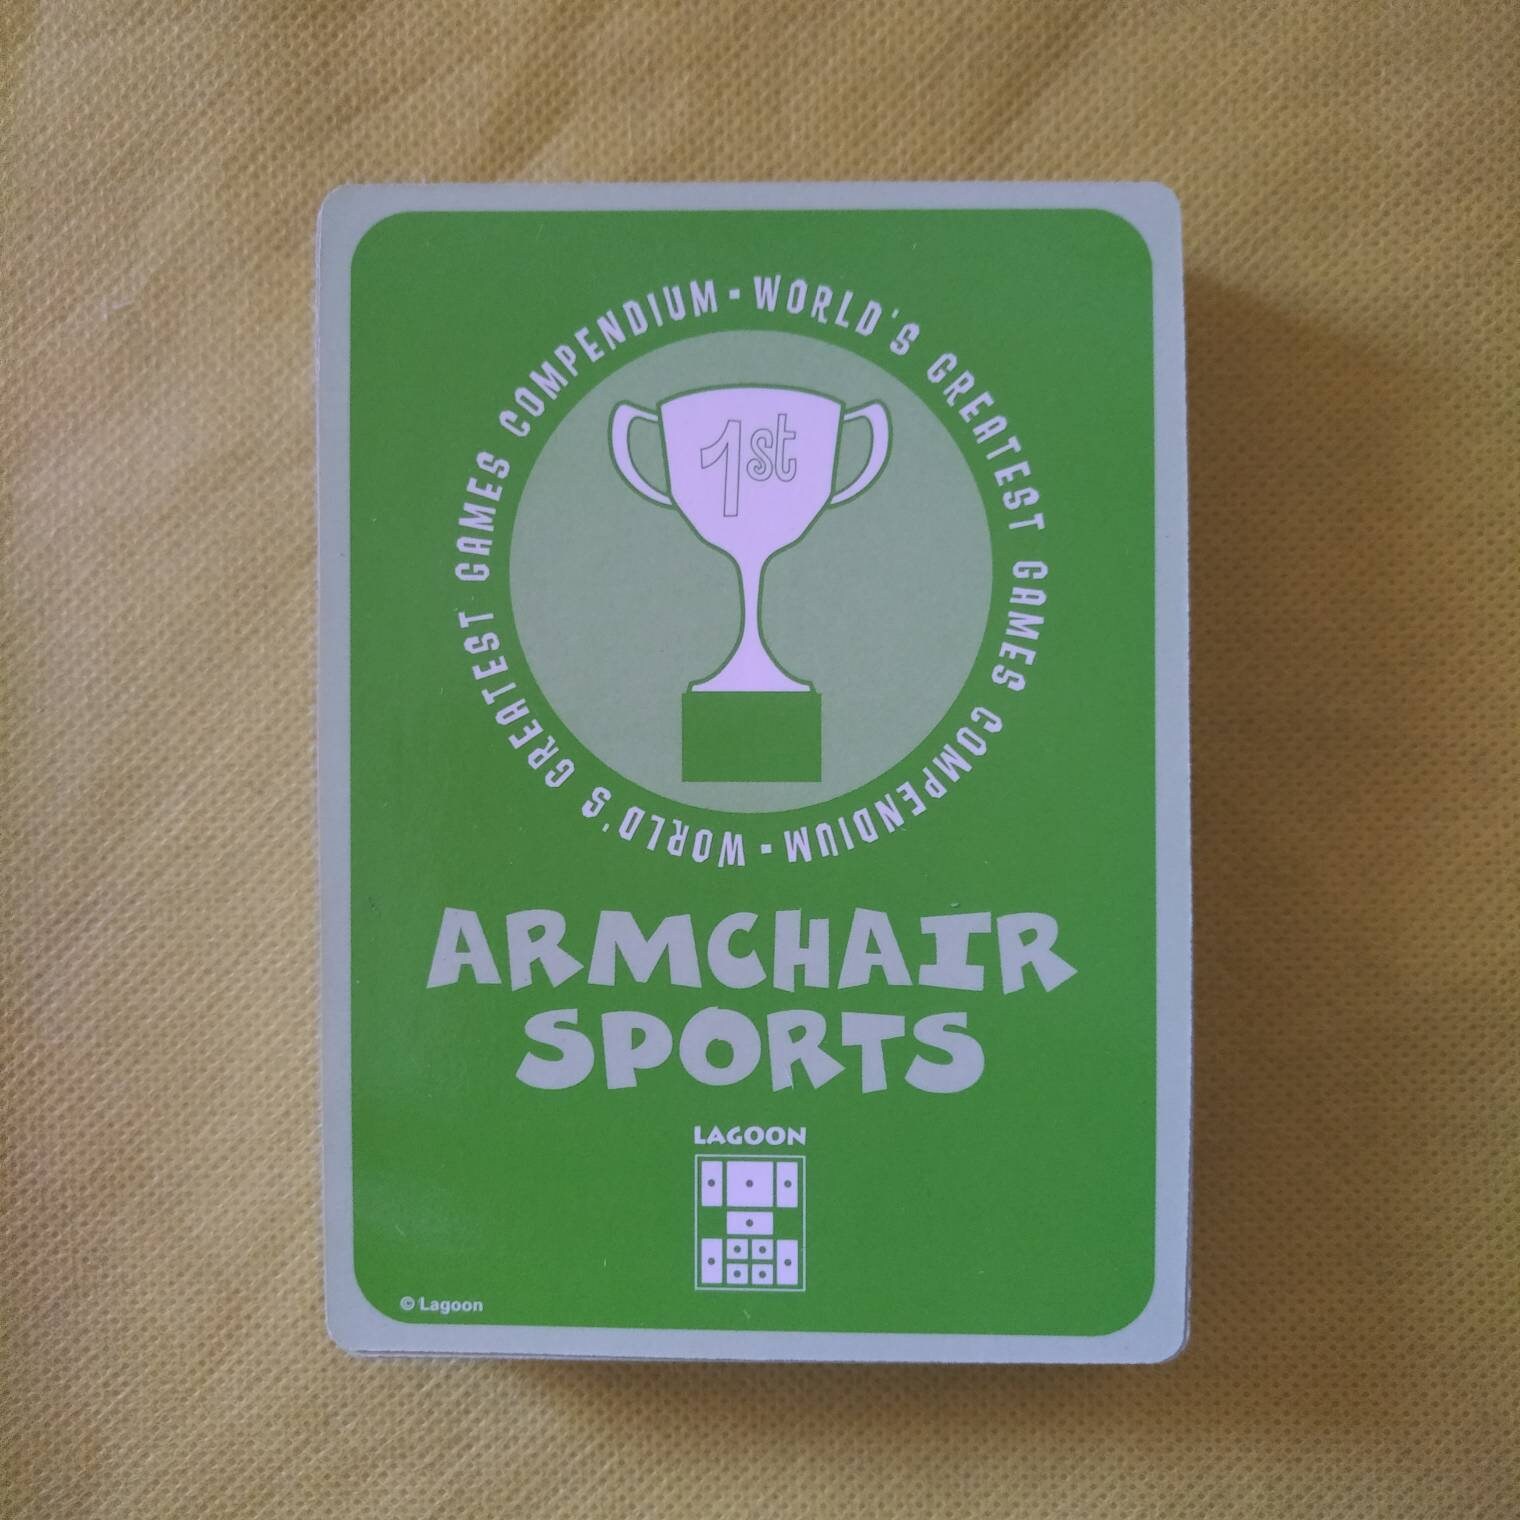 WORLD'S GREATEST GAMES COMPENDIUM • WORLD'S GREATEST GAMES COMPENDIUM •
1st
ARMCHAIR
SPORTS
LAGOON
© Lagoon